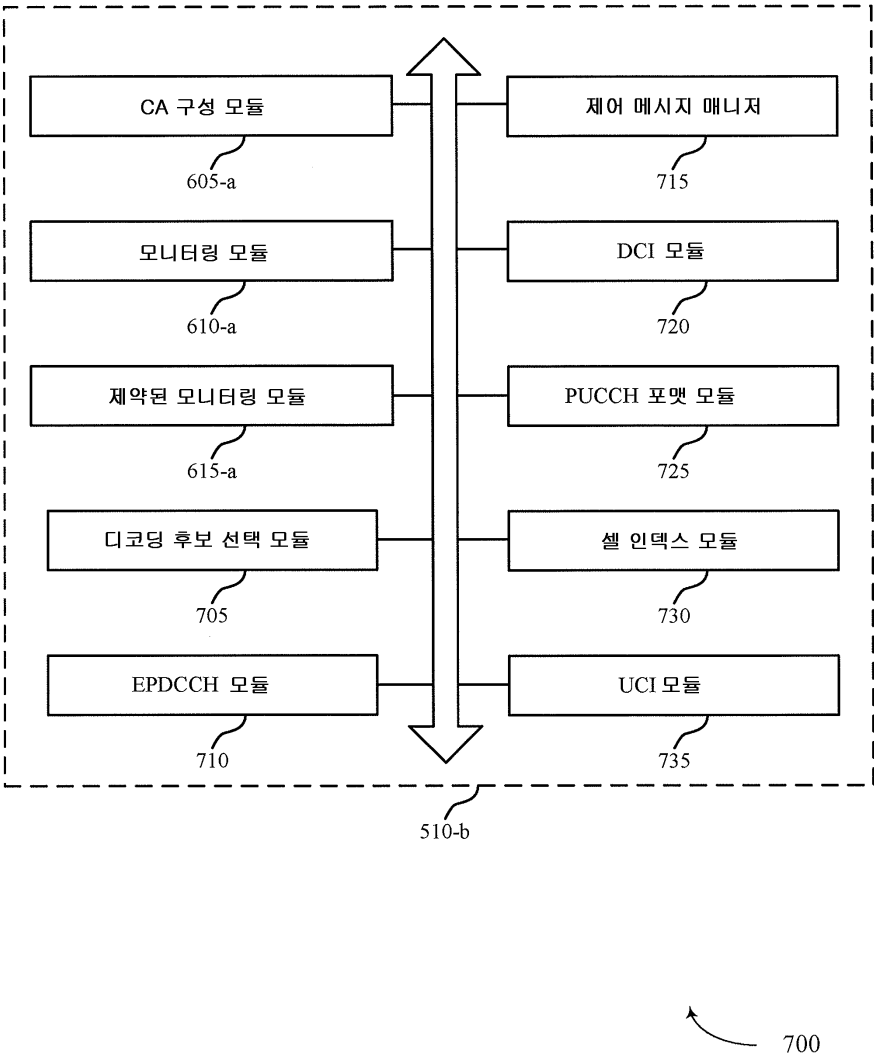 CA 구성 모듈
605-a
제어 메시지 매니저
715
모니터링 모듈
610-a
DCI 모듈
720
제약된 모니터링 모듈
615-a
PUCCH 포맷 모듈
725
디코딩 후보 선택 모듈
705
셀 인덱스 모듈
730
EPDCCH 모듈
710
UCI 모듈
735
510-b
700